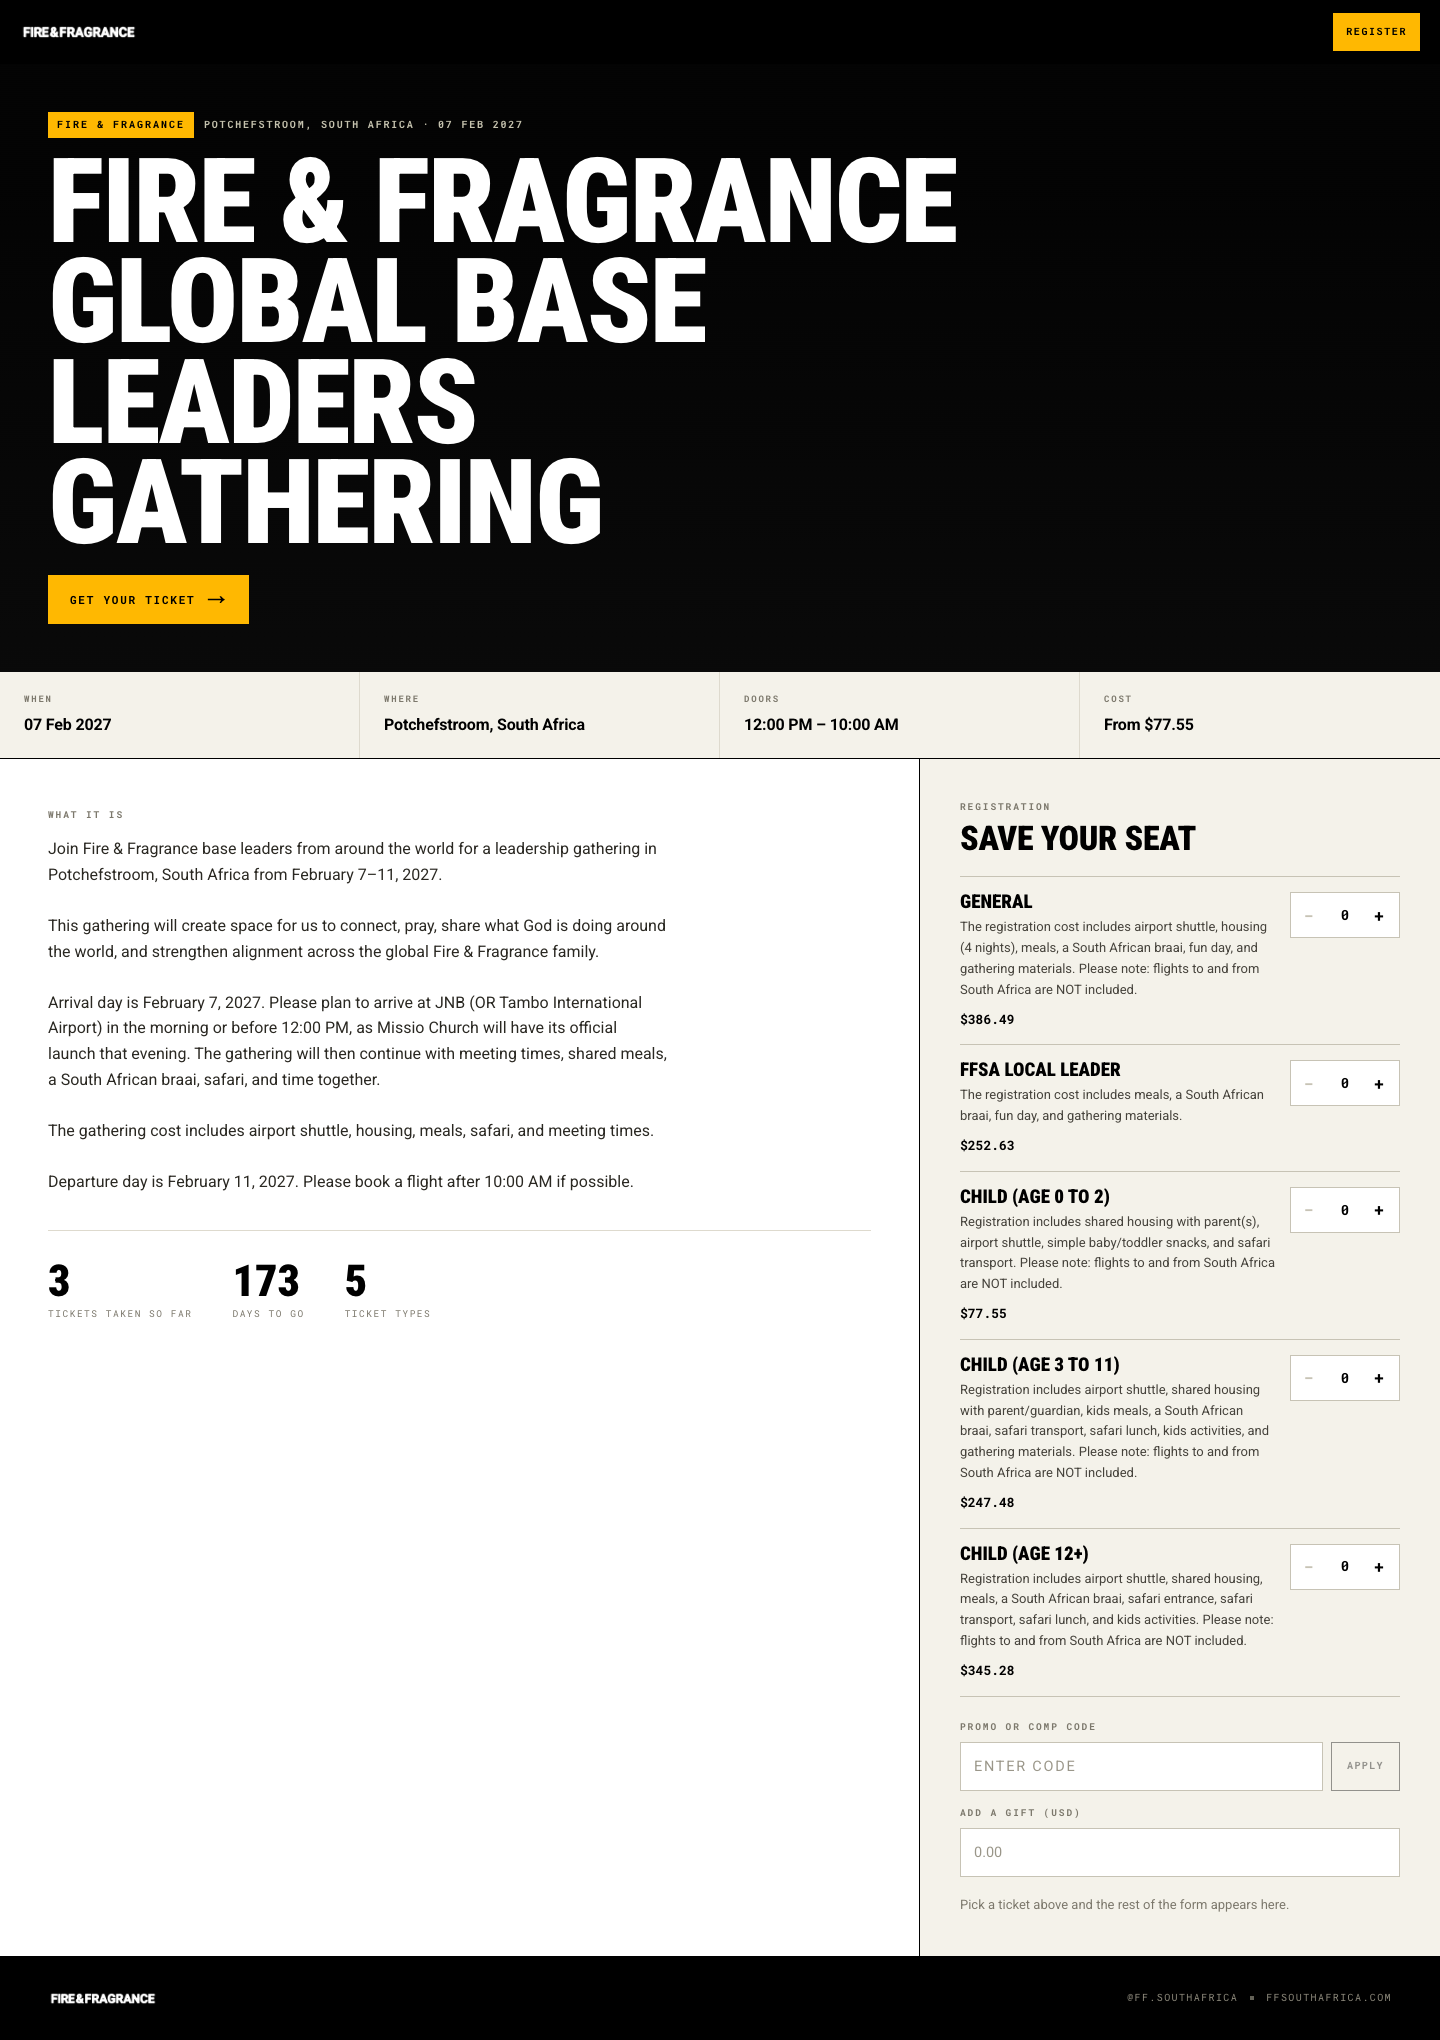 FIRE&FRAGRANCE
REGISTER
FIRE & FRAGRANCE
POTCHEFSTROOM, SOUTH AFRICA · 07 FEB 2027
FIRE & FRAGRANCE
GLOBAL BASE
LEADERS
GATHERING
GET YOUR TICKET →
WHEN
07 Feb 2027
WHERE
Potchefstroom, South Africa
DOORS
12:00 PM – 10:00 AM
COST
From $77.55
WHAT IT IS
Join Fire & Fragrance base leaders from around the world for a leadership gathering in
Potchefstroom, South Africa from February 7–11, 2027.
This gathering will create space for us to connect, pray, share what God is doing around
the world, and strengthen alignment across the global Fire & Fragrance family.
Arrival day is February 7, 2027. Please plan to arrive at JNB (OR Tambo International
Airport) in the morning or before 12:00 PM, as Missio Church will have its official
launch that evening. The gathering will then continue with meeting times, shared meals,
a South African braai, safari, and time together.
The gathering cost includes airport shuttle, housing, meals, safari, and meeting times.
Departure day is February 11, 2027. Please book a flight after 10:00 AM if possible.
3
TICKETS TAKEN SO FAR
173
DAYS TO GO
5
TICKET TYPES
REGISTRATION
SAVE YOUR SEAT
GENERAL
The registration cost includes airport shuttle, housing
(4 nights), meals, a South African braai, fun day, and
gathering materials. Please note: flights to and from
South Africa are NOT included.
$386.49
− 0 +
FFSA LOCAL LEADER
The registration cost includes meals, a South African
braai, fun day, and gathering materials.
$252.63
− 0 +
CHILD (AGE 0 TO 2)
Registration includes shared housing with parent(s),
airport shuttle, simple baby/toddler snacks, and safari
transport. Please note: flights to and from South Africa
are NOT included.
$77.55
− 0 +
CHILD (AGE 3 TO 11)
Registration includes airport shuttle, shared housing
with parent/guardian, kids meals, a South African
braai, safari transport, safari lunch, kids activities, and
gathering materials. Please note: flights to and from
South Africa are NOT included.
$247.48
− 0 +
CHILD (AGE 12+)
Registration includes airport shuttle, shared housing,
meals, a South African braai, safari entrance, safari
transport, safari lunch, and kids activities. Please note:
flights to and from South Africa are NOT included.
$345.28
− 0 +
PROMO OR COMP CODE
ENTER CODE
APPLY
ADD A GIFT (USD)
0.00
Pick a ticket above and the rest of the form appears here.
FIRE&FRAGRANCE
@FF.SOUTHAFRICA ▪ FFSOUTHAFRICA.COM